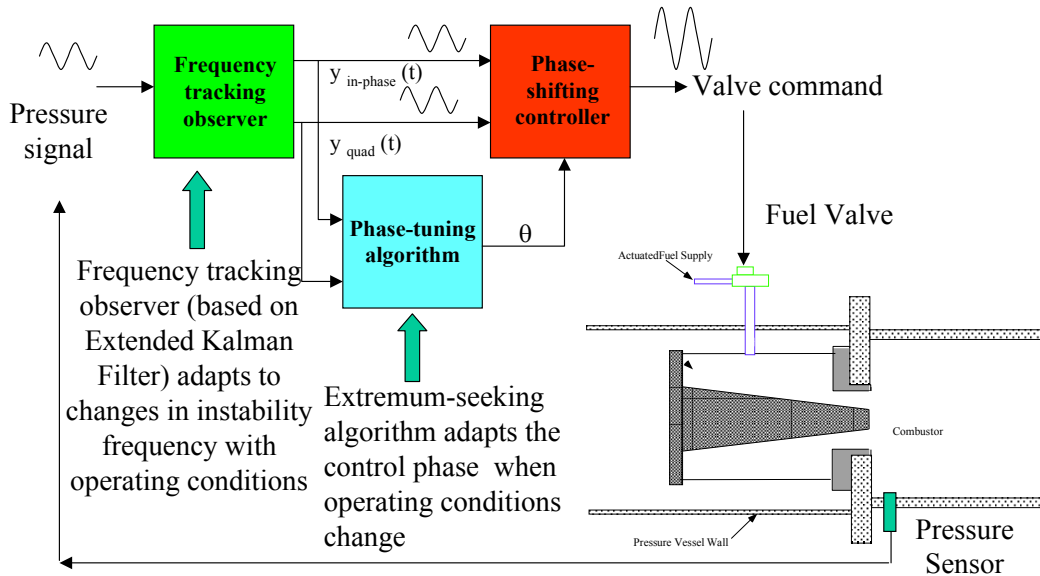 Pressure
signal
Frequency
tracking
observer
y in-phase (t)
y quad (t)
Phase-
shifting
controller
Valve command
Phase-tuning
algorithm
θ
Fuel Valve
ActuatedFuel Supply
Frequency tracking
observer (based on
Extended Kalman
Filter) adapts to
changes in instability
frequency with
operating conditions
Extremum-seeking
algorithm adapts the
control phase when
operating conditions
change
Combustor
Pressure Vessel Wall
Pressure
Sensor